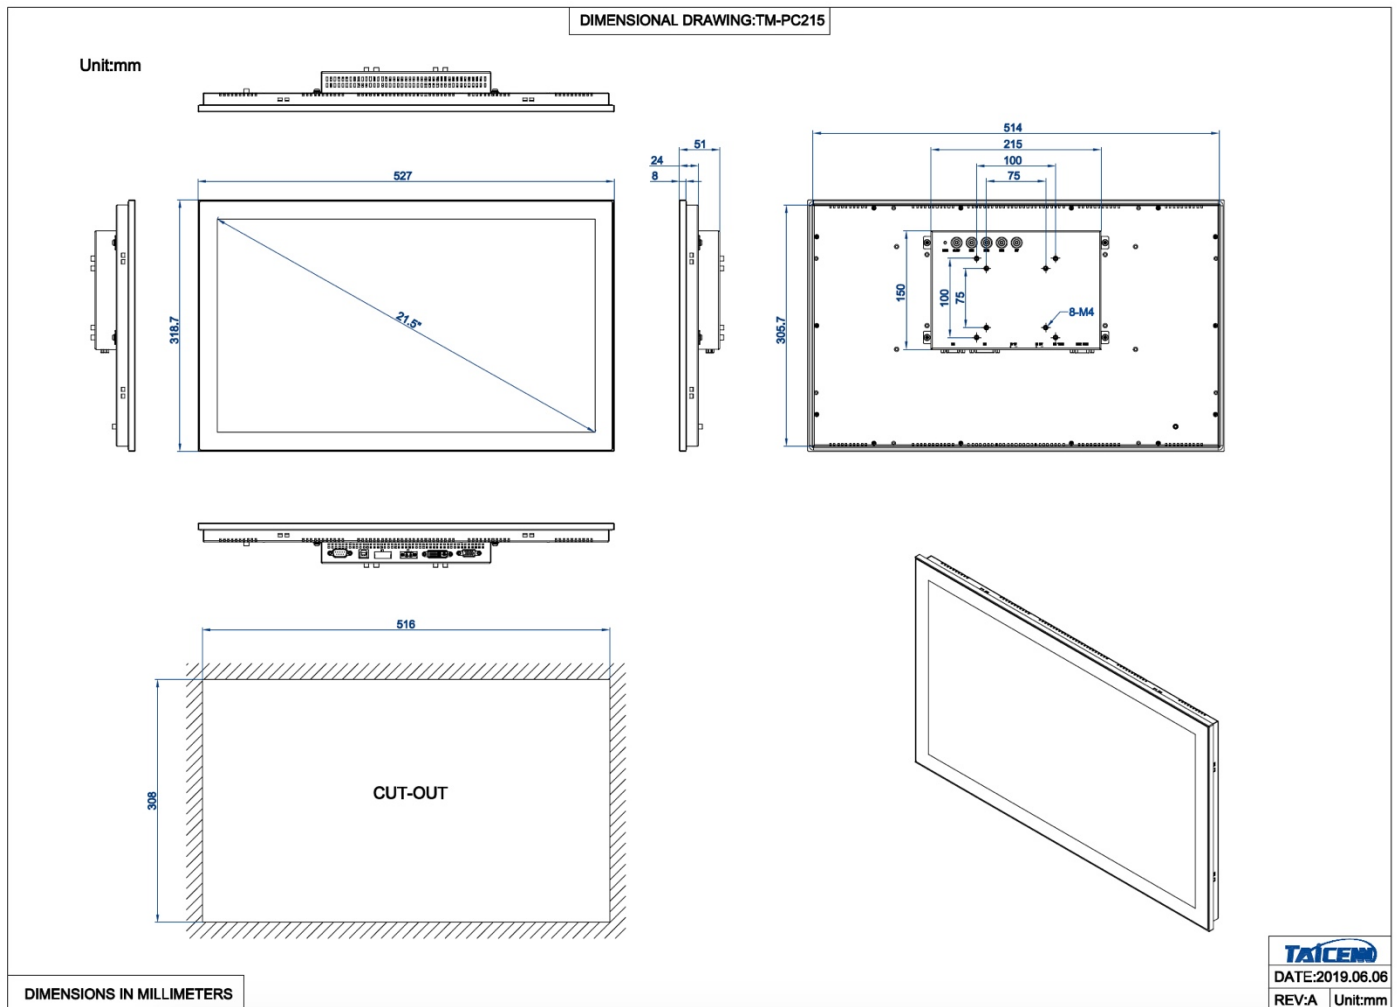 DIMENSIONAL DRAWING:TM-PC215
Unit:mm
527
318.7
21.5"
51
24
8
514
215
100
75
305.7
150
100
75
8-M4
516
308
CUT-OUT
TAICENN
DATE:2019.06.06
REV:A Unit:mm
DIMENSIONS IN MILLIMETERS